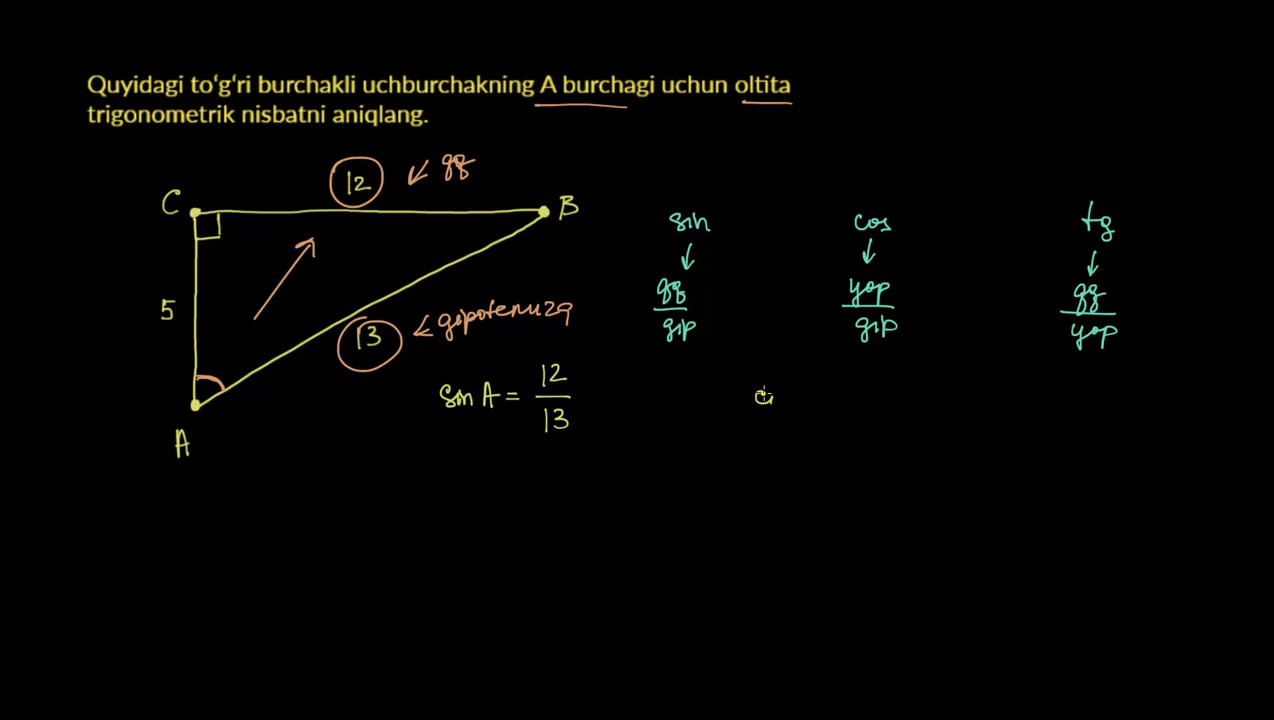 Quyidagi to‘g‘ri burchakli uchburchakning A burchagi uchun oltita
trigonometrik nisbatni aniqlang.
12
qq
C
B
5
13
gipotenuza
A
sin
cos
tg
qq
yop
qq
gip
gip
yop
sin A = 12/13